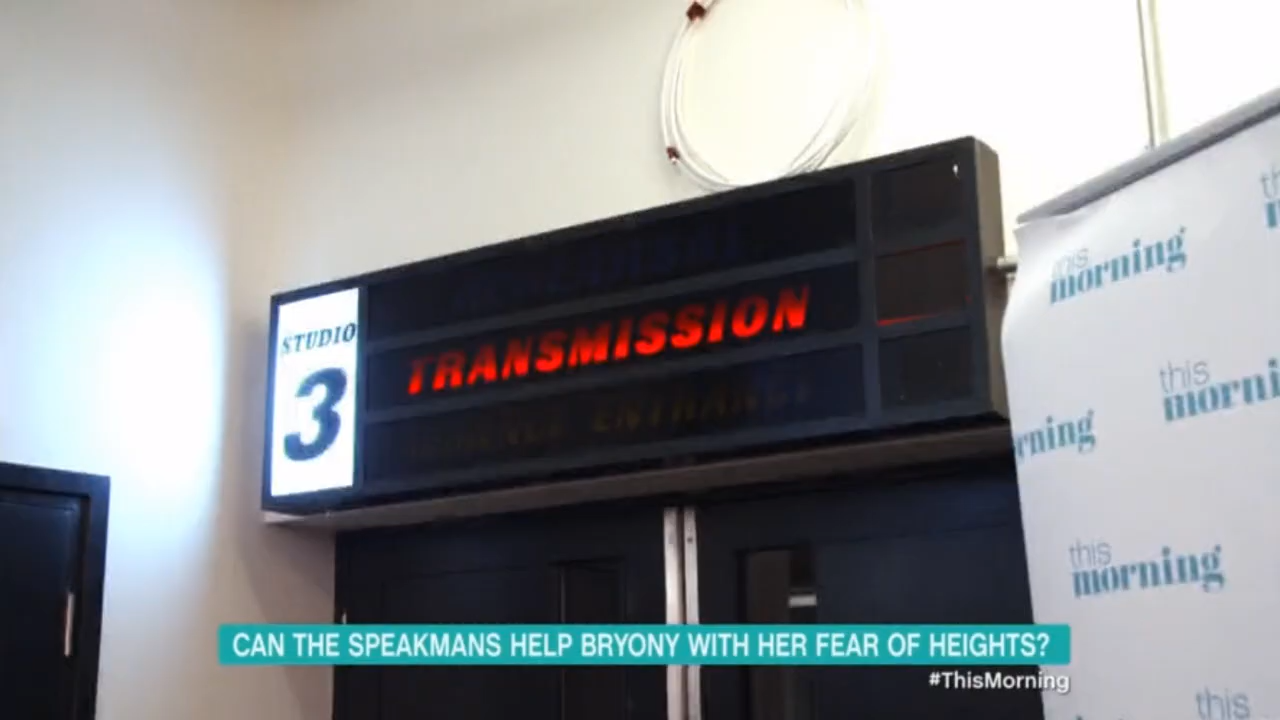 STUDIO
3
TRANSMISSION
ENTRANCE
this
morning
this
morning
this
morning
this
CAN THE SPEAKMANS HELP BRYONY WITH HER FEAR OF HEIGHTS?
#ThisMorning